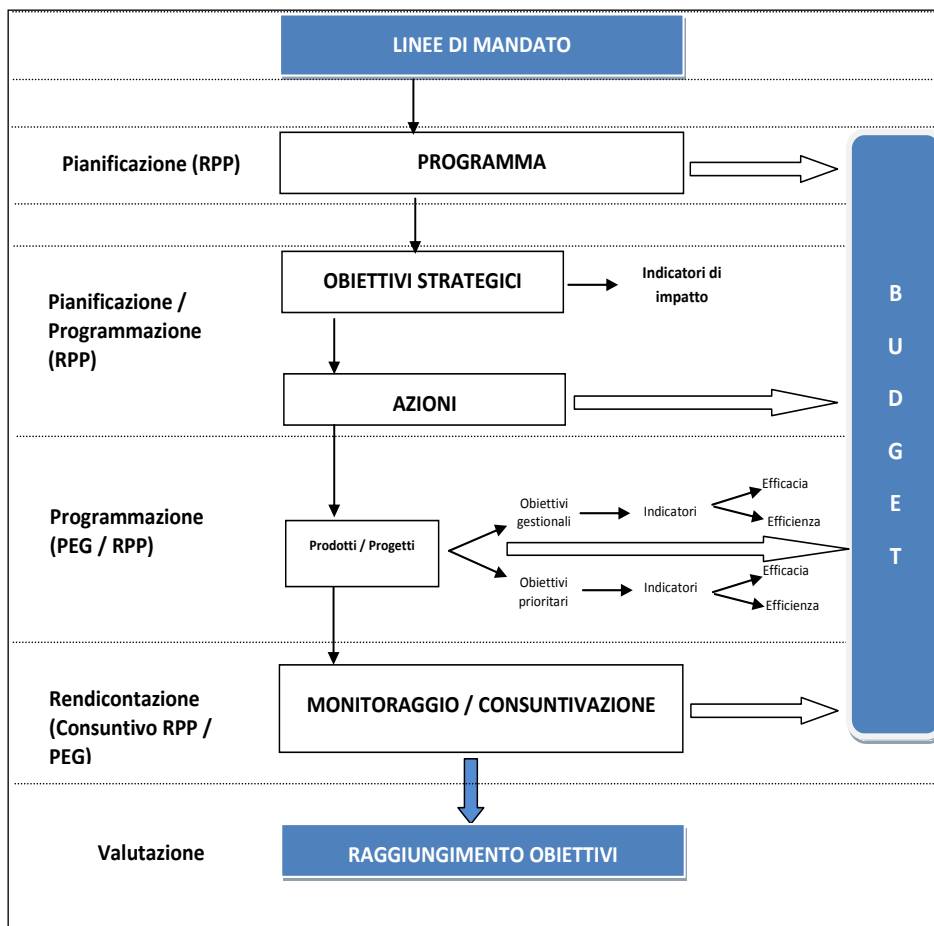 LINEE DI MANDATO
Pianificazione (RPP)
PROGRAMMA
OBIETTIVI STRATEGICI
Indicatori di
impatto
Pianificazione /
Programmazione
(RPP)
AZIONI
Programmazione
(PEG / RPP)
Prodotti / Progetti
Obiettivi
gestionali
Indicatori
Efficacia
Efficienza
Obiettivi
prioritari
Indicatori
Efficacia
Efficienza
Rendicontazione
(Consuntivo RPP /
PEG)
MONITORAGGIO / CONSUNTIVAZIONE
Valutazione
RAGGIUNGIMENTO OBIETTIVI
B
U
D
G
E
T